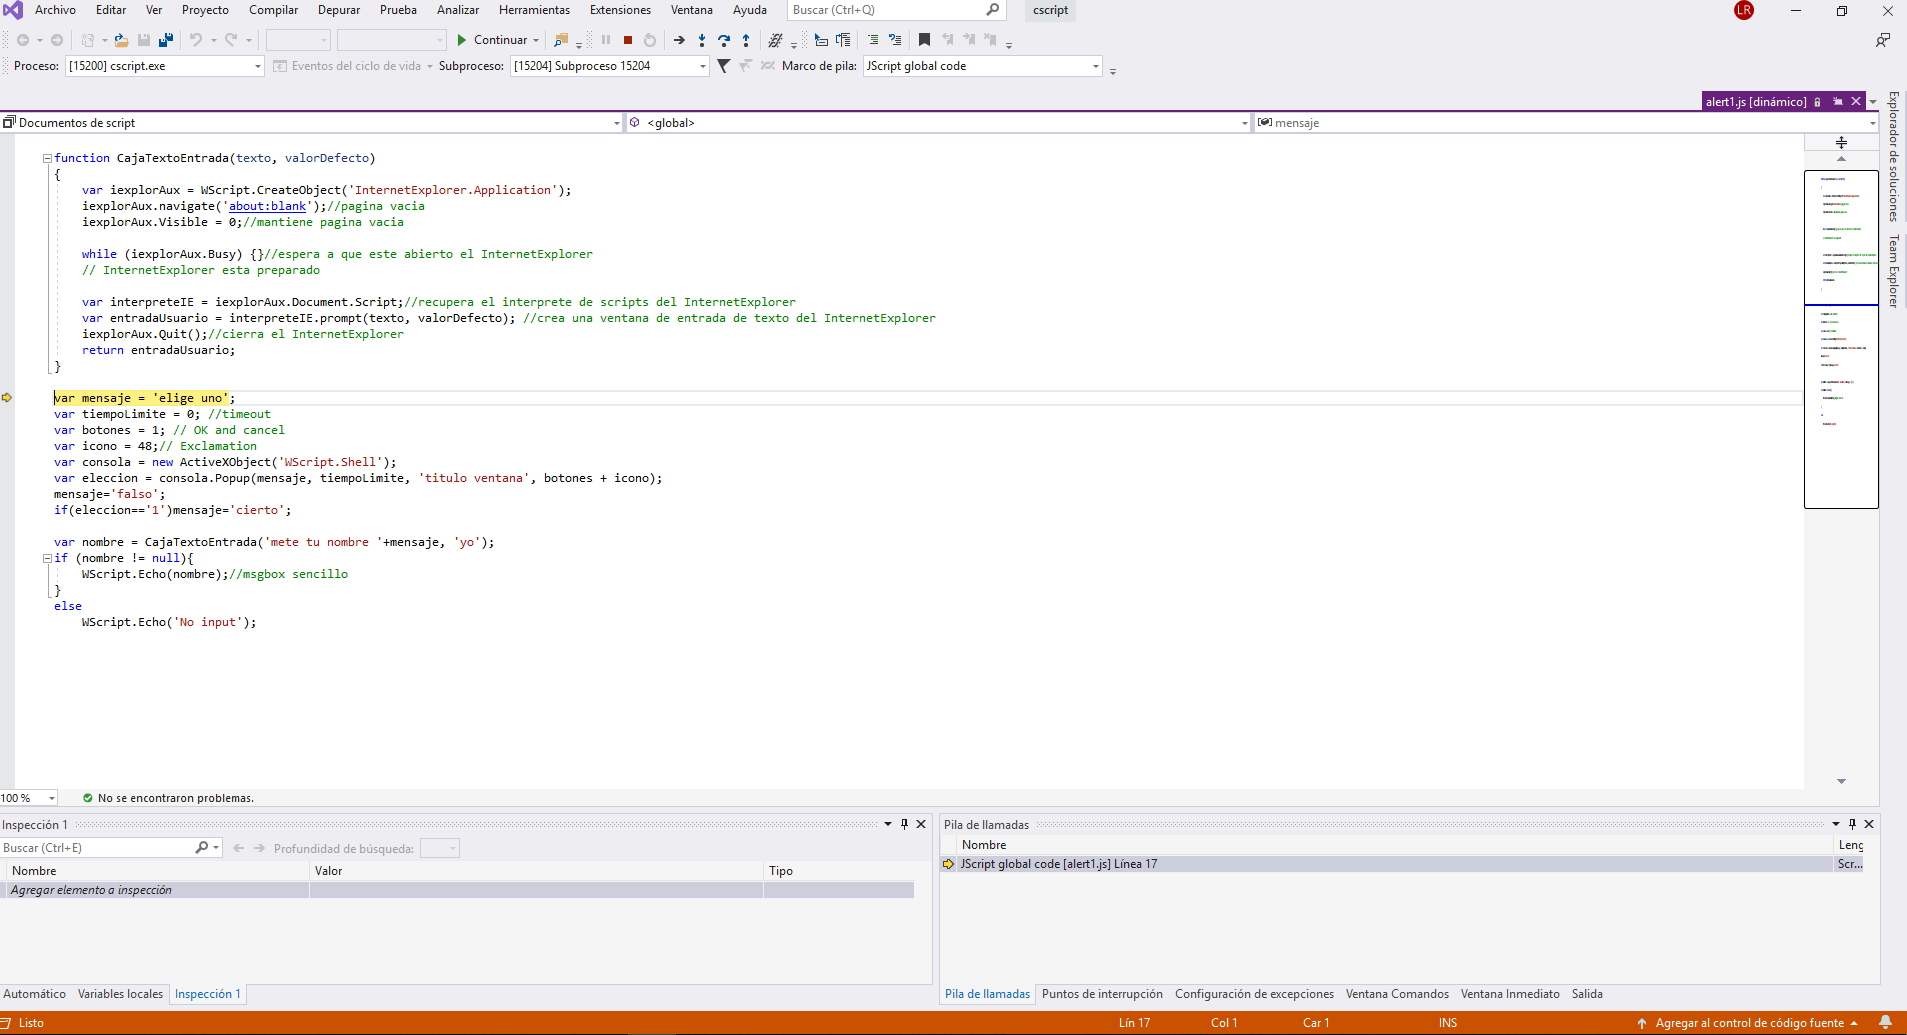 Archivo Editar Ver Proyecto Compilar Depurar Prueba Analizar Herramientas Extensiones Ventana Ayuda Buscar (Ctrl+Q) cscript LR
Continuar
Proceso: [15200] cscript.exe Eventos del ciclo de vida Subproceso: [15204] Subproceso 15204 Marco de pila: JScript global code
alert1.js [dinámico]
Documentos de script <global> mensaje
Explorador de soluciones
Team Explorer
function CajaTextoEntrada(texto, valorDefecto)
{
var iexplorAux = WScript.CreateObject('InternetExplorer.Application');
iexplorAux.navigate('about:blank');//pagina vacia
iexplorAux.Visible = 0;//mantiene pagina vacia
while (iexplorAux.Busy) {}//espera a que este abierto el InternetExplorer
// InternetExplorer esta preparado
var interpreteIE = iexplorAux.Document.Script;//recupera el interprete de scripts del InternetExplorer
var entradaUsuario = interpreteIE.prompt(texto, valorDefecto); //crea una ventana de entrada de texto del InternetExplorer
iexplorAux.Quit();//cierra el InternetExplorer
return entradaUsuario;
}
var mensaje = 'elige uno';
var tiempoLimite = 0; //timeout
var botones = 1; // OK and cancel
var icono = 48;// Exclamation
var consola = new ActiveXObject('WScript.Shell');
var eleccion = consola.Popup(mensaje, tiempoLimite, 'titulo ventana', botones + icono);
mensaje='falso';
if(eleccion=='1')mensaje='cierto';
var nombre = CajaTextoEntrada('mete tu nombre '+mensaje, 'yo');
if (nombre != null){
WScript.Echo(nombre);//msgbox sencillo
}
else
WScript.Echo('No input');
100 % No se encontraron problemas.
Inspección 1
Buscar (Ctrl+E) Profundidad de búsqueda:
Nombre Valor Tipo
Agregar elemento a inspección
Automático Variables locales Inspección 1
Pila de llamadas
Nombre Leng
JScript global code [alert1.js] Línea 17 Scr...
Pila de llamadas Puntos de interrupción Configuración de excepciones Ventana Comandos Ventana Inmediato Salida
Listo Lín 17 Col 1 Car 1 INS Agregar al control de código fuente